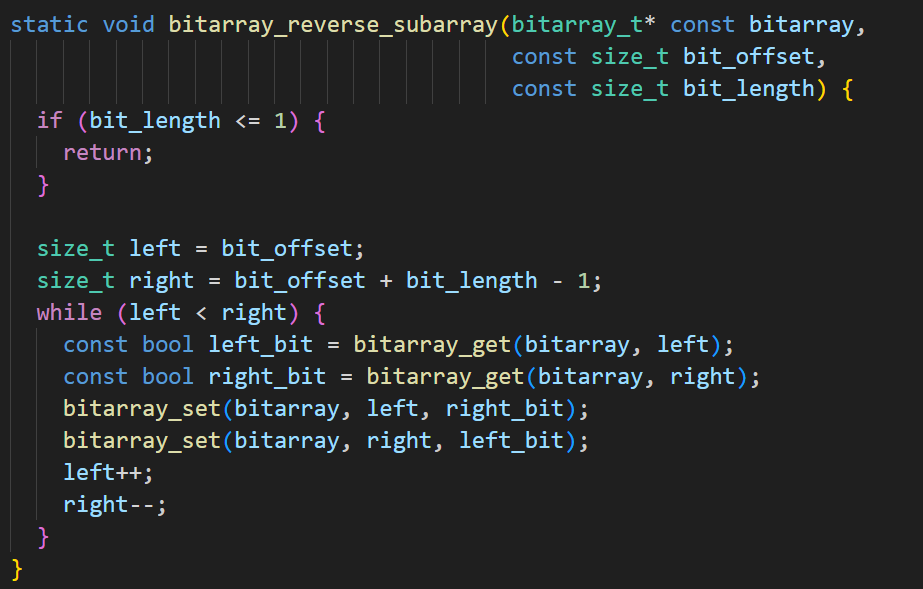 static void bitarray_reverse_subarray(bitarray_t* const bitarray,
                                      const size_t bit_offset,
                                      const size_t bit_length) {
  if (bit_length <= 1) {
    return;
  }

  size_t left = bit_offset;
  size_t right = bit_offset + bit_length - 1;
  while (left < right) {
    const bool left_bit = bitarray_get(bitarray, left);
    const bool right_bit = bitarray_get(bitarray, right);
    bitarray_set(bitarray, left, right_bit);
    bitarray_set(bitarray, right, left_bit);
    left++;
    right--;
  }
}